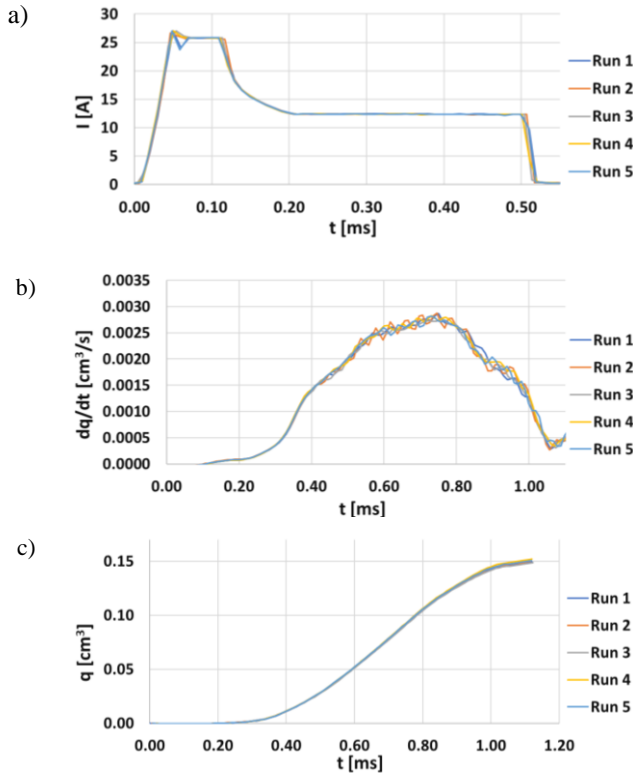 a)
I [A]
30
25
20
15
10
5
0
0.00 0.10 0.20 0.30 0.40 0.50
t [ms]
Run 1
Run 2
Run 3
Run 4
Run 5
b)
dq/dt [cm³/s]
0.0035
0.0030
0.0025
0.0020
0.0015
0.0010
0.0005
0.0000
0.00 0.20 0.40 0.60 0.80 1.00
t [ms]
Run 1
Run 2
Run 3
Run 4
Run 5
c)
q [cm³]
0.15
0.10
0.05
0.00
0.00 0.20 0.40 0.60 0.80 1.00 1.20
t [ms]
Run 1
Run 2
Run 3
Run 4
Run 5